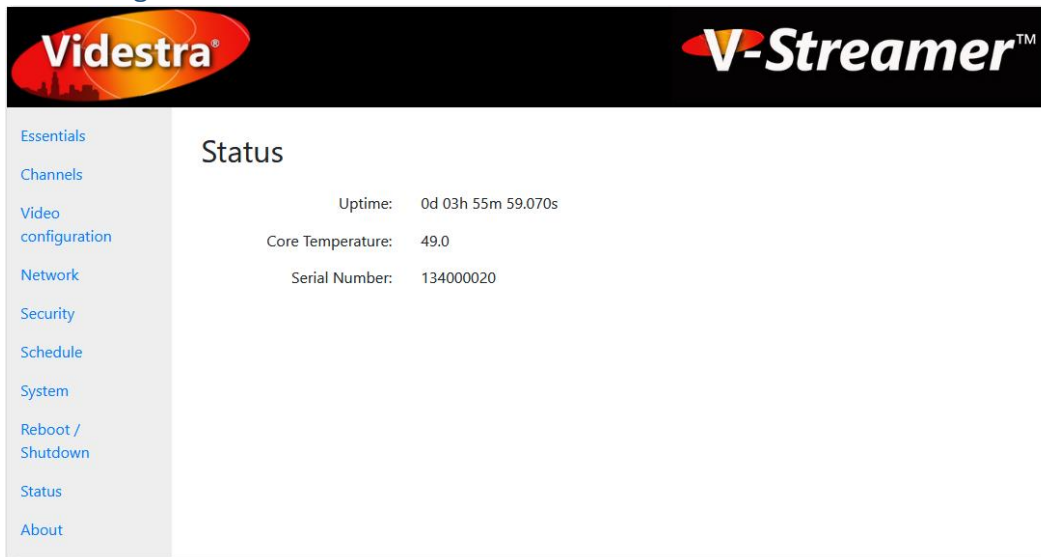 Videstra®
V-Streamer™
Essentials
Channels
Video
configuration
Network
Security
Schedule
System
Reboot /
Shutdown
Status
About
Status
Uptime: 0d 03h 55m 59.070s
Core Temperature: 49.0
Serial Number: 134000020